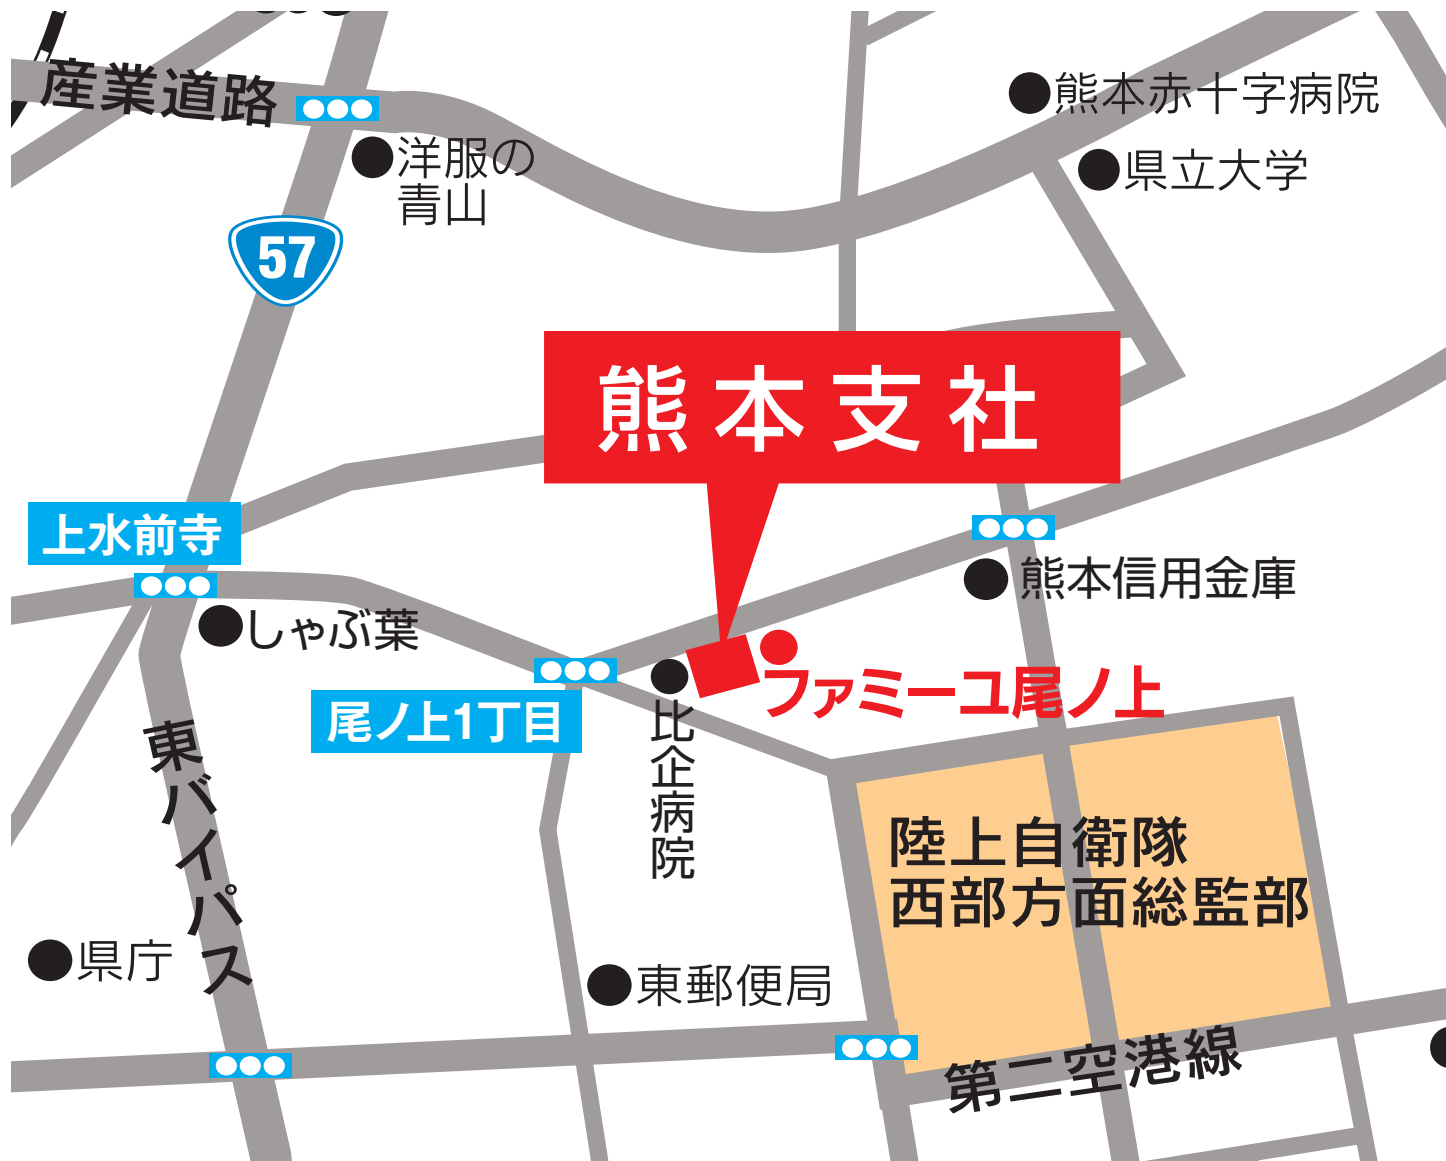 産業道路
熊本赤十字病院
洋服の
青山
県立大学
57
熊本支社
上水前寺
熊本信用金庫
しゃぶ葉
ファミーユ尾ノ上
尾ノ上1丁目
比企病院
東バイパス
陸上自衛隊
西部方面総監部
県庁
東郵便局
第二空港線